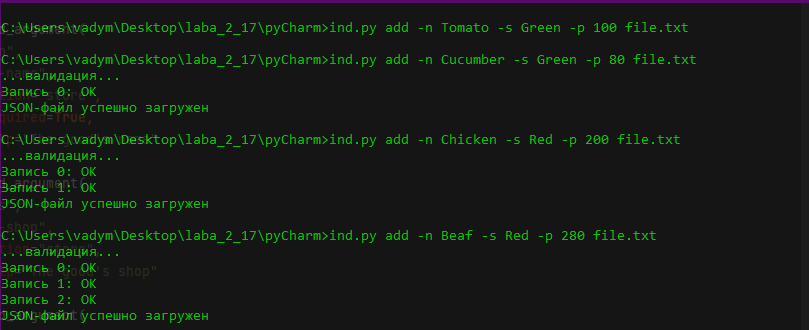 C:\Users\vadym\Desktop\laba_2_17\pyCharm>ind.py add -n Tomato -s Green -p 100 file.txt
C:\Users\vadym\Desktop\laba_2_17\pyCharm>ind.py add -n Cucumber -s Green -p 80 file.txt
...валидация...
Запись 0: OK
JSON-файл успешно загружен
C:\Users\vadym\Desktop\laba_2_17\pyCharm>ind.py add -n Chicken -s Red -p 200 file.txt
...валидация...
Запись 0: OK
Запись 1: OK
JSON-файл успешно загружен
C:\Users\vadym\Desktop\laba_2_17\pyCharm>ind.py add -n Beaf -s Red -p 280 file.txt
...валидация...
Запись 0: OK
Запись 1: OK
Запись 2: OK
JSON-файл успешно загружен